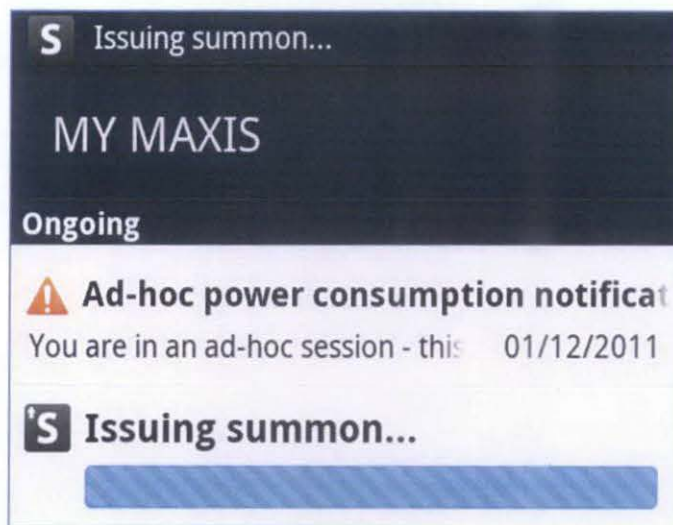 S Issuing summon...
MY MAXIS
Ongoing
Ad-hoc power consumption notificat
You are in an ad-hoc session - this 01/12/2011
S Issuing summon...